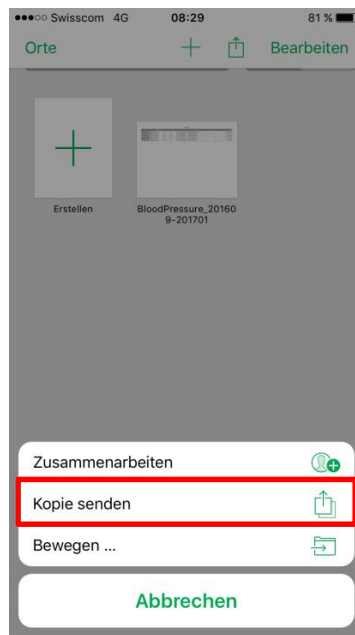 Swisscom 4G 08:29 81 %
Orte Bearbeiten
Erstellen
BloodPressure_20160
9-201701
Zusammenarbeiten
Kopie senden
Bewegen ...
Abbrechen